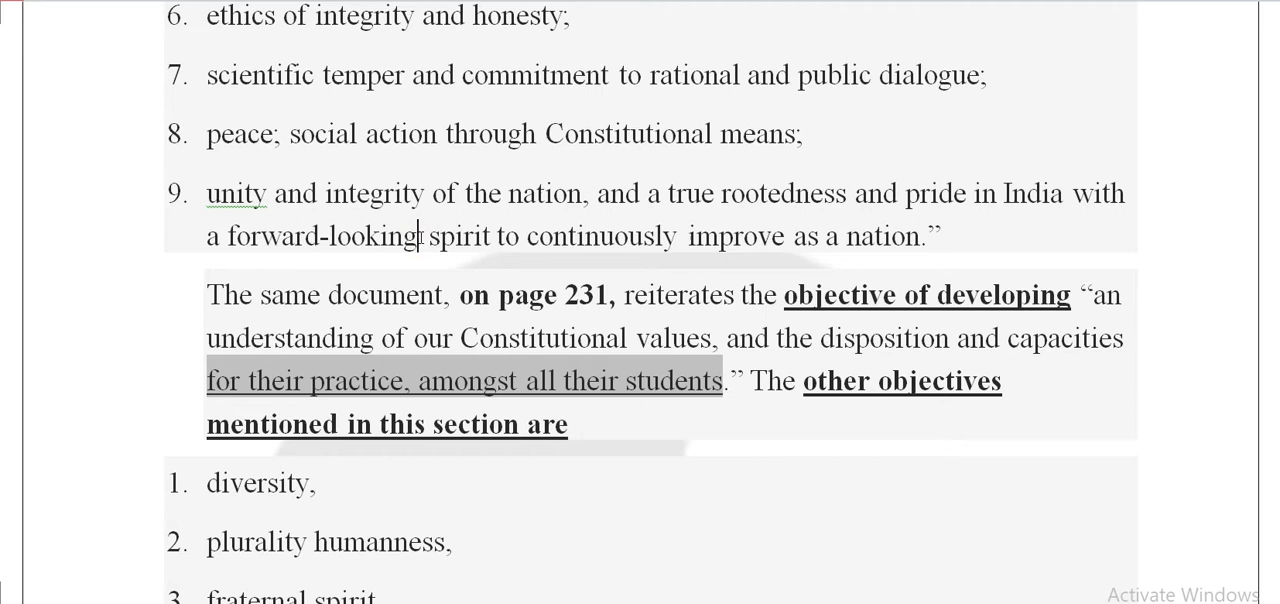 6. ethics of integrity and honesty;
7. scientific temper and commitment to rational and public dialogue;
8. peace; social action through Constitutional means;
9. unity and integrity of the nation, and a true rootedness and pride in India with
a forward-looking spirit to continuously improve as a nation.”
The same document, on page 231, reiterates the objective of developing “an
understanding of our Constitutional values, and the disposition and capacities
for their practice, amongst all their students.” The other objectives
mentioned in this section are
1. diversity,
2. plurality humanness,
3. fraternal spirit
Activate Windows